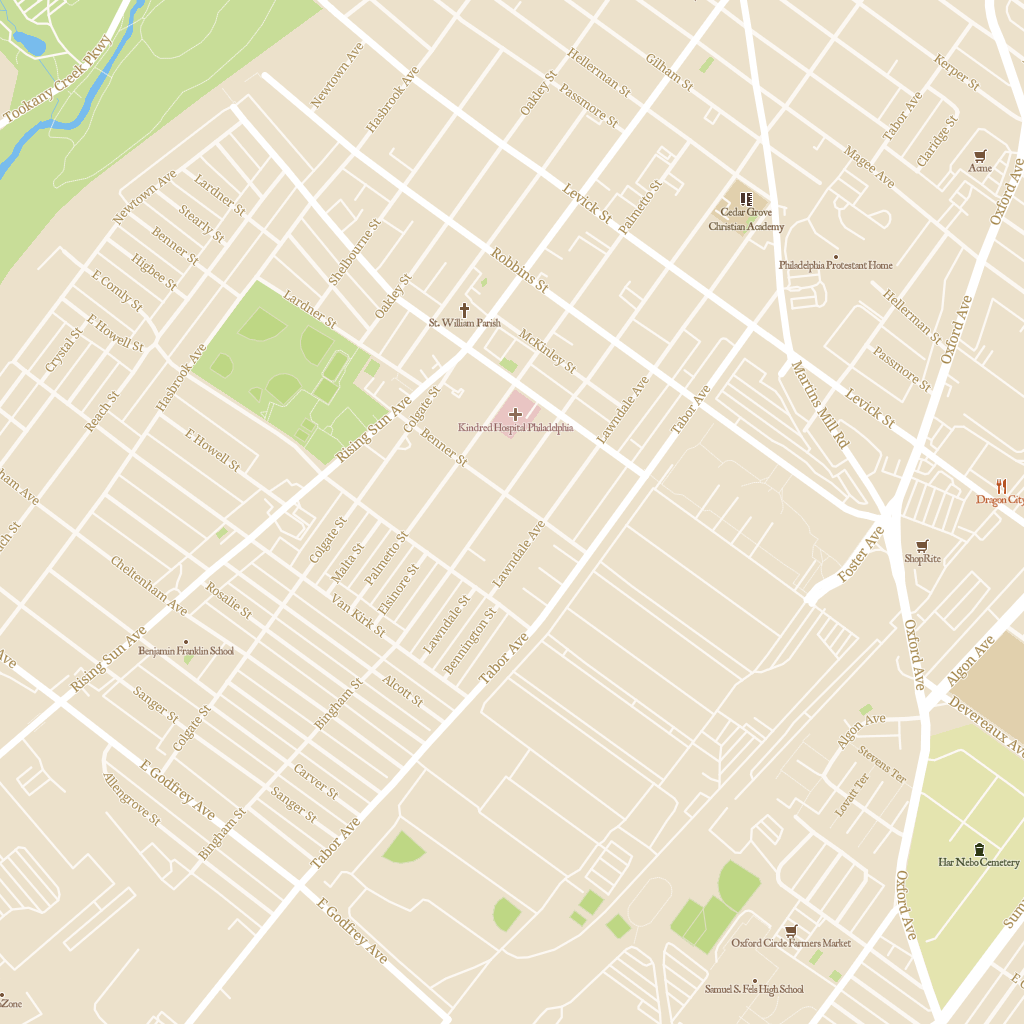 Tookany Creek Pkwy
Newtown Ave
Hasbrook Ave
Oakley St
Hellerman St
Passmore St
Gilham St
Kerper St
Tabor Ave
Claridge St
Magee Ave
Acme
Oxford Ave
Newtown Ave
Lardner St
Stearly St
Benner St
Higbee St
E Comly St
E Howell St
Shelbourne St
Levick St
Palmetto St
Cedar Grove
Christian Academy
Philadelphia Protestant Home
Robbins St
Oakley St
Lardner St
St. William Parish
McKinley St
Hellerman St
Oxford Ave
Passmore St
Crystal St
Hasbrook Ave
Reach St
Rising Sun Ave
Colgate St
Kindred Hospital Philadelphia
Lawndale Ave
Tabor Ave
Martins Mill Rd
Levick St
Benner St
E Howell St
Dragon City
ShopRite
Foster Ave
Colgate St
Malta St
Palmetto St
Elsinore St
Lawndale Ave
Cheltenham Ave
Rosalie St
Van Kirk St
Lawndale St
Bennington St
Rising Sun Ave
Benjamin Franklin School
Tabor Ave
Oxford Ave
Algon Ave
Devereaux Ave
Sanger St
Colgate St
Bingham St
Alcott St
Algon Ave
Stevens Ter
Lovatt Ter
E Godfrey Ave
Allengrove St
Carver St
Sanger St
Bingham St
Tabor Ave
Har Nebo Cemetery
Oxford Ave
E Godfrey Ave
Oxford Circle Farmers Market
Samuel S. Fels High School